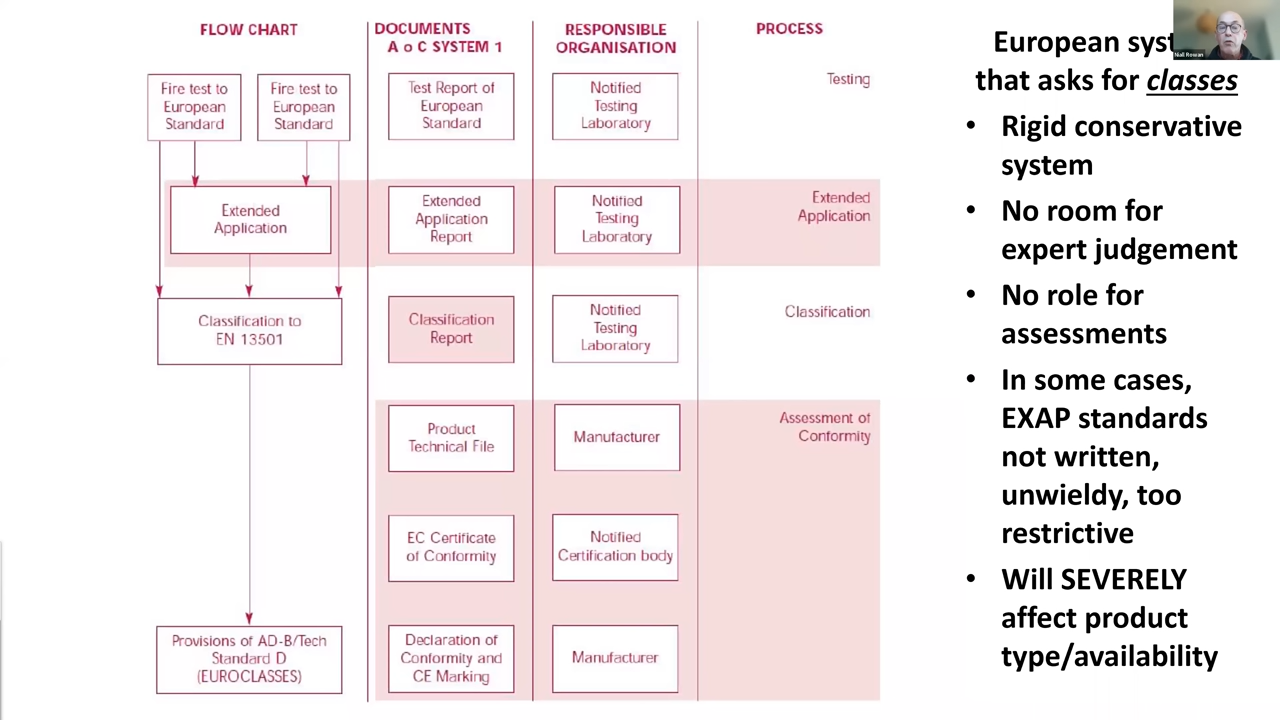 FLOW CHART
DOCUMENTS
A o C SYSTEM 1
RESPONSIBLE
ORGANISATION
PROCESS
Fire test to
European
Standard
Fire test to
European
Standard
Test Report of
European
Standard
Notified
Testing
Laboratory
Testing
Extended
Application
Extended
Application
Report
Notified
Testing
Laboratory
Extended
Application
Classification to
EN 13501
Classification
Report
Notified
Testing
Laboratory
Classification
Product
Technical File
Manufacturer
Assessment of
Conformity
EC Certificate
of Conformity
Notified
Certification body
Provisions of AD-B/Tech
Standard D
(EUROCLASSES)
Declaration of
Conformity and
CE Marking
Manufacturer
European syst
that asks for classes
• Rigid conservative
system
• No room for
expert judgement
• No role for
assessments
• In some cases,
EXAP standards
not written,
unwieldy, too
restrictive
• Will SEVERELY
affect product
type/availability
Niall Rowan